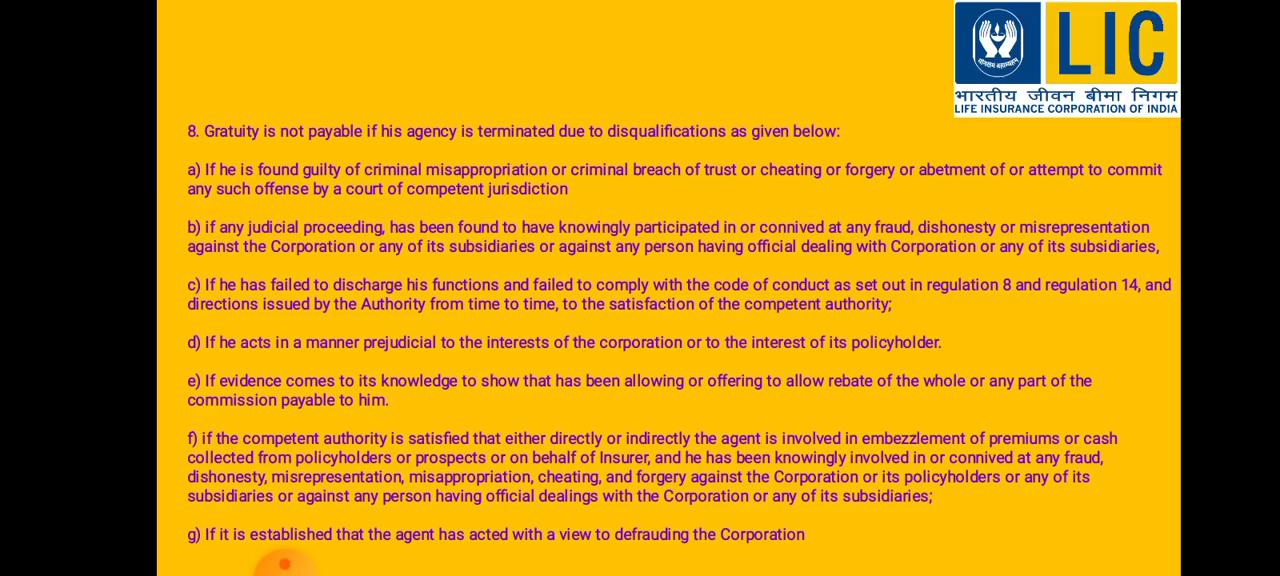 LIC
भारतीय जीवन बीमा निगम
LIFE INSURANCE CORPORATION OF INDIA
8. Gratuity is not payable if his agency is terminated due to disqualifications as given below:
a) If he is found guilty of criminal misappropriation or criminal breach of trust or cheating or forgery or abetment of or attempt to commit
any such offense by a court of competent jurisdiction
b) if any judicial proceeding, has been found to have knowingly participated in or connived at any fraud, dishonesty or misrepresentation
against the Corporation or any of its subsidiaries or against any person having official dealing with Corporation or any of its subsidiaries,
c) If he has failed to discharge his functions and failed to comply with the code of conduct as set out in regulation 8 and regulation 14, and
directions issued by the Authority from time to time, to the satisfaction of the competent authority;
d) If he acts in a manner prejudicial to the interests of the corporation or to the interest of its policyholder.
e) If evidence comes to its knowledge to show that has been allowing or offering to allow rebate of the whole or any part of the
commission payable to him.
f) if the competent authority is satisfied that either directly or indirectly the agent is involved in embezzlement of premiums or cash
collected from policyholders or prospects or on behalf of Insurer, and he has been knowingly involved in or connived at any fraud,
dishonesty, misrepresentation, misappropriation, cheating, and forgery against the Corporation or its policyholders or any of its
subsidiaries or against any person having official dealings with the Corporation or any of its subsidiaries;
g) If it is established that the agent has acted with a view to defrauding the Corporation